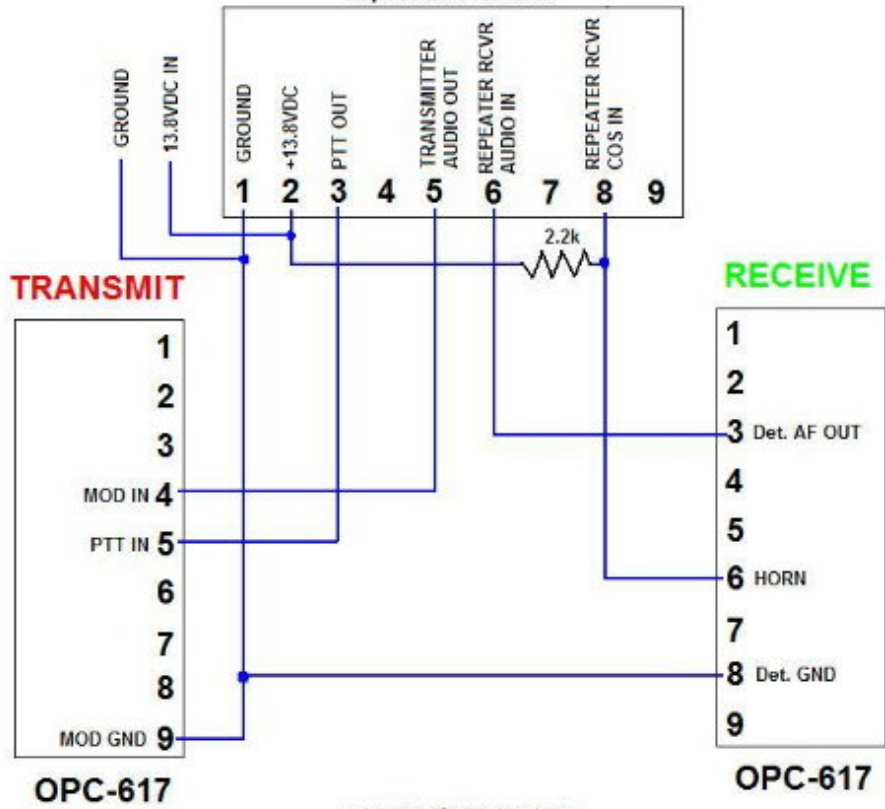 GROUND
13.8VDC IN
GROUND
+13.8VDC
PTT OUT
TRANSMITTER
AUDIO OUT
REPEATER RCVR
AUDIO IN
REPEATER RCVR
COS IN
1 2 3 4 5 6 7 8 9
2.2k
TRANSMIT
1
2
3
MOD IN 4
PTT IN 5
6
7
8
MOD GND 9
OPC-617
RECEIVE
1
2
3 Det. AF OUT
4
5
6 HORN
7
8 Det. GND
9
OPC-617